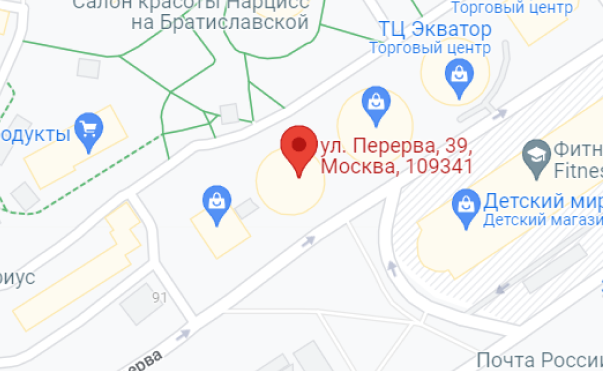 Салон красоты Нарцисс
на Братиславской
Торговый центр
ТЦ Экватор
Торговый центр
одукты
ул. Перерва, 39,
Москва, 109341
Фитн
Fitnes
Детский мир
Детский магази
риус
91
ерва
Почта Росси